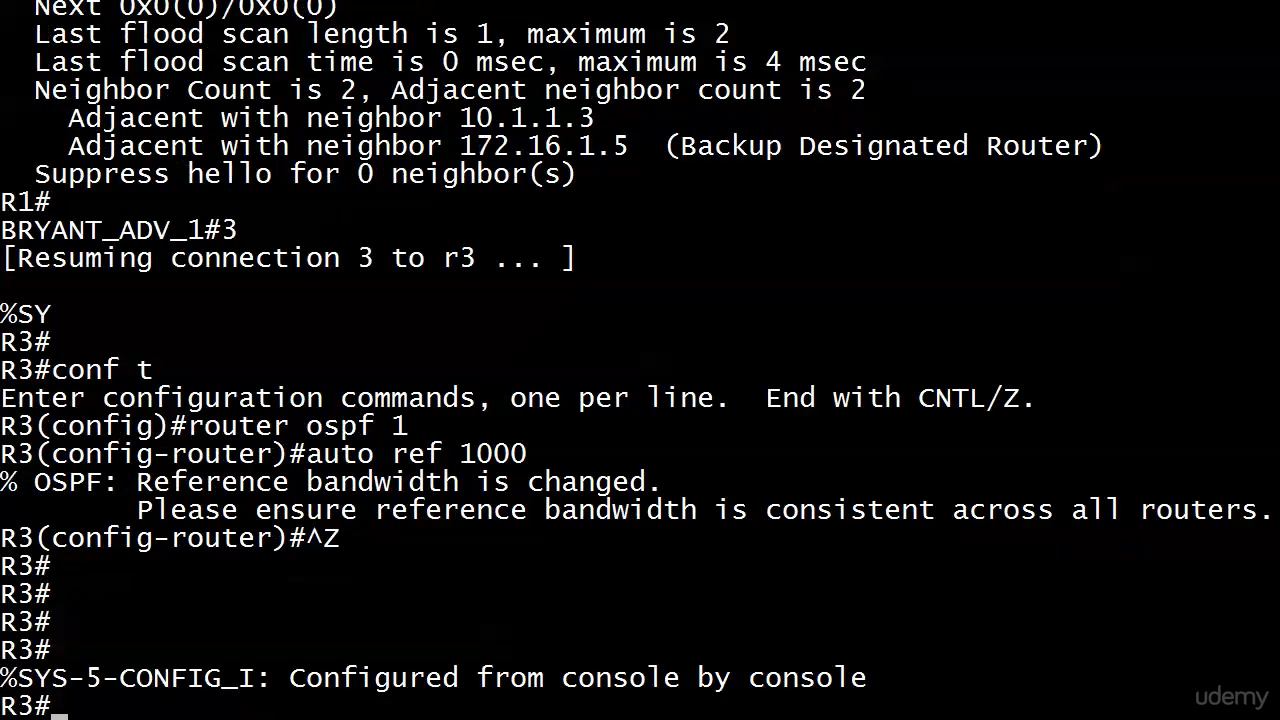 Next 0x0(0)/0x0(0)
Last flood scan length is 1, maximum is 2
Last flood scan time is 0 msec, maximum is 4 msec
Neighbor Count is 2, Adjacent neighbor count is 2
Adjacent with neighbor 10.1.1.3
Adjacent with neighbor 172.16.1.5  (Backup Designated Router)
Suppress hello for 0 neighbor(s)
R1#
BRYANT_ADV_1#3
[Resuming connection 3 to r3 ... ]
%SY
R3#
R3#conf t
Enter configuration commands, one per line.  End with CNTL/Z.
R3(config)#router ospf 1
R3(config-router)#auto ref 1000
% OSPF: Reference bandwidth is changed.
Please ensure reference bandwidth is consistent across all routers.
R3(config-router)#^Z
R3#
R3#
R3#
R3#
%SYS-5-CONFIG_I: Configured from console by console
R3#
udemy